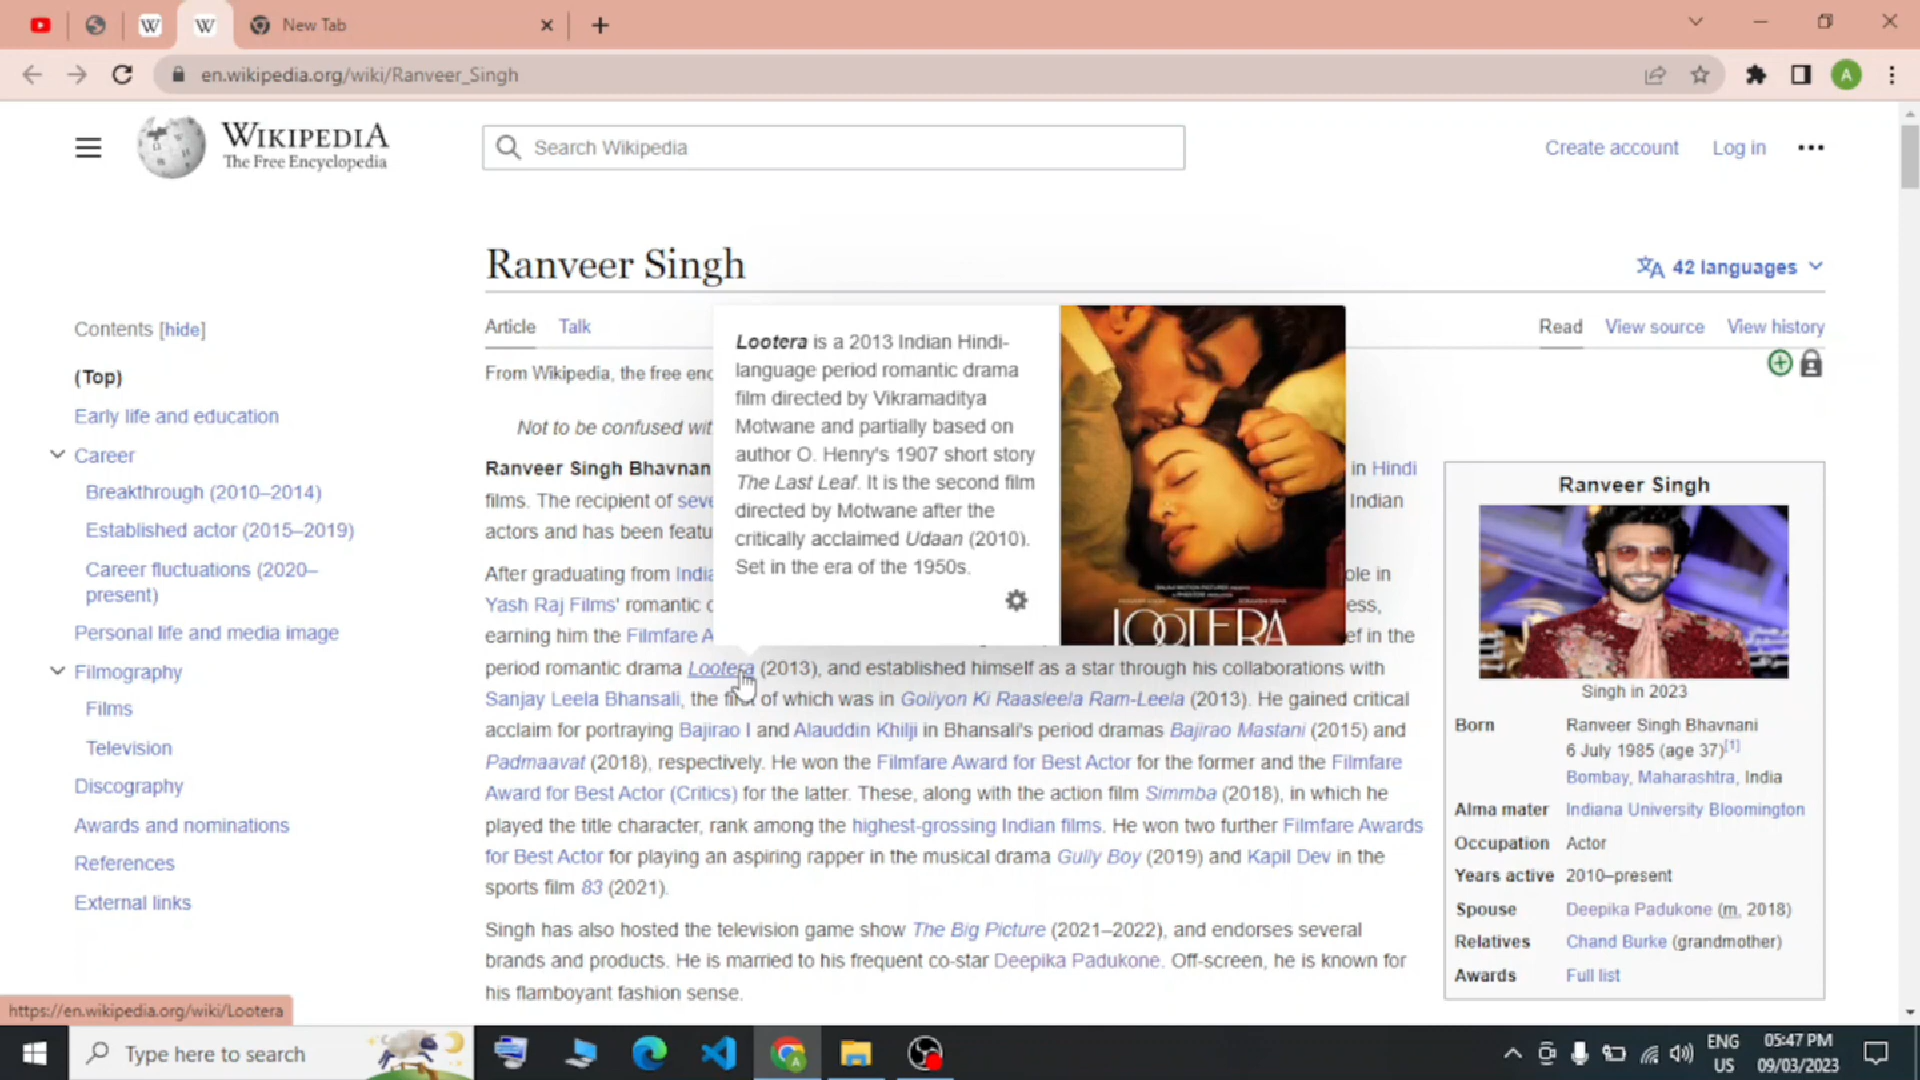 New Tab
en.wikipedia.org/wiki/Ranveer_Singh
WIKIPEDIA
The Free Encyclopedia
Search Wikipedia
Create account
Log in
Ranveer Singh
42 languages
Contents [hide]
(Top)
Early life and education
Career
Breakthrough (2010–2014)
Established actor (2015–2019)
Career fluctuations (2020–
present)
Personal life and media image
Filmography
Films
Television
Discography
Awards and nominations
References
External links
Article Talk
Read View source View history
From Wikipedia, the free enc
Not to be confused wit
Ranveer Singh Bhavnan
in Hindi
films. The recipient of seve
Indian
actors and has been featu
After graduating from India
ole in
Yash Raj Films' romantic c
ess,
earning him the Filmfare A
ef in the
period romantic drama Lootera (2013), and established himself as a star through his collaborations with
Sanjay Leela Bhansali, the first of which was in Goliyon Ki Raasleela Ram-Leela (2013). He gained critical
acclaim for portraying Bajirao I and Alauddin Khilji in Bhansali's period dramas Bajirao Mastani (2015) and
Padmaavat (2018), respectively. He won the Filmfare Award for Best Actor for the former and the Filmfare
Award for Best Actor (Critics) for the latter. These, along with the action film Simmba (2018), in which he
played the title character, rank among the highest-grossing Indian films. He won two further Filmfare Awards
for Best Actor for playing an aspiring rapper in the musical drama Gully Boy (2019) and Kapil Dev in the
sports film 83 (2021).
Singh has also hosted the television game show The Big Picture (2021–2022), and endorses several
brands and products. He is married to his frequent co-star Deepika Padukone. Off-screen, he is known for
his flamboyant fashion sense.
Lootera is a 2013 Indian Hindi-
language period romantic drama
film directed by Vikramaditya
Motwane and partially based on
author O. Henry's 1907 short story
The Last Leaf. It is the second film
directed by Motwane after the
critically acclaimed Udaan (2010).
Set in the era of the 1950s.
LOOTERA
Ranveer Singh
Singh in 2023
Born Ranveer Singh Bhavnani
6 July 1985 (age 37)[1]
Bombay, Maharashtra, India
Alma mater Indiana University Bloomington
Occupation Actor
Years active 2010–present
Spouse Deepika Padukone (m. 2018)
Relatives Chand Burke (grandmother)
Awards Full list
https://en.wikipedia.org/wiki/Lootera
Type here to search
ENG
US
05:47 PM
09/03/2023